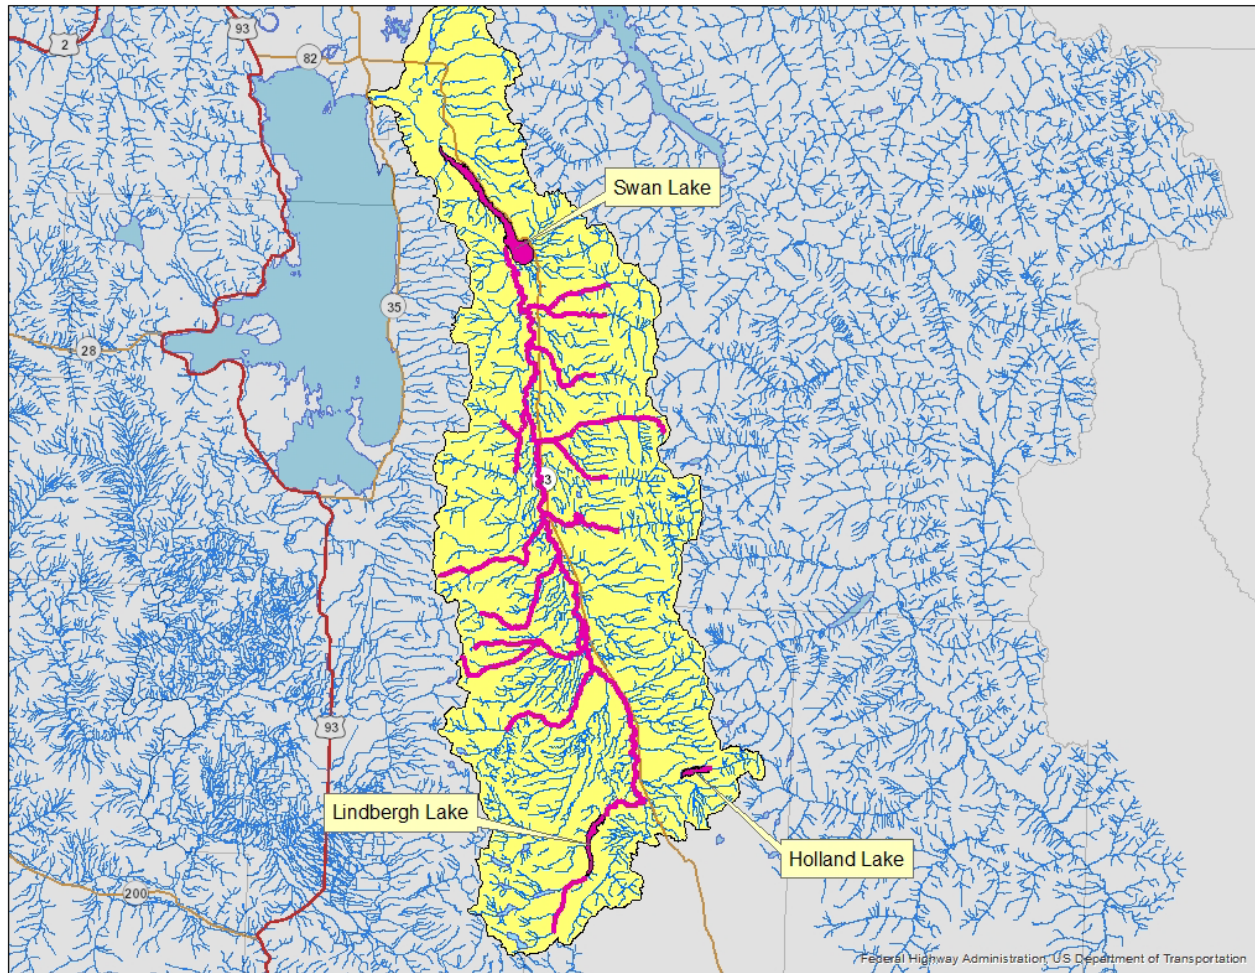 2
93
82
Swan Lake
35
28
3
93
Lindbergh Lake
Holland Lake
200
Federal Highway Administration, US Department of Transportation